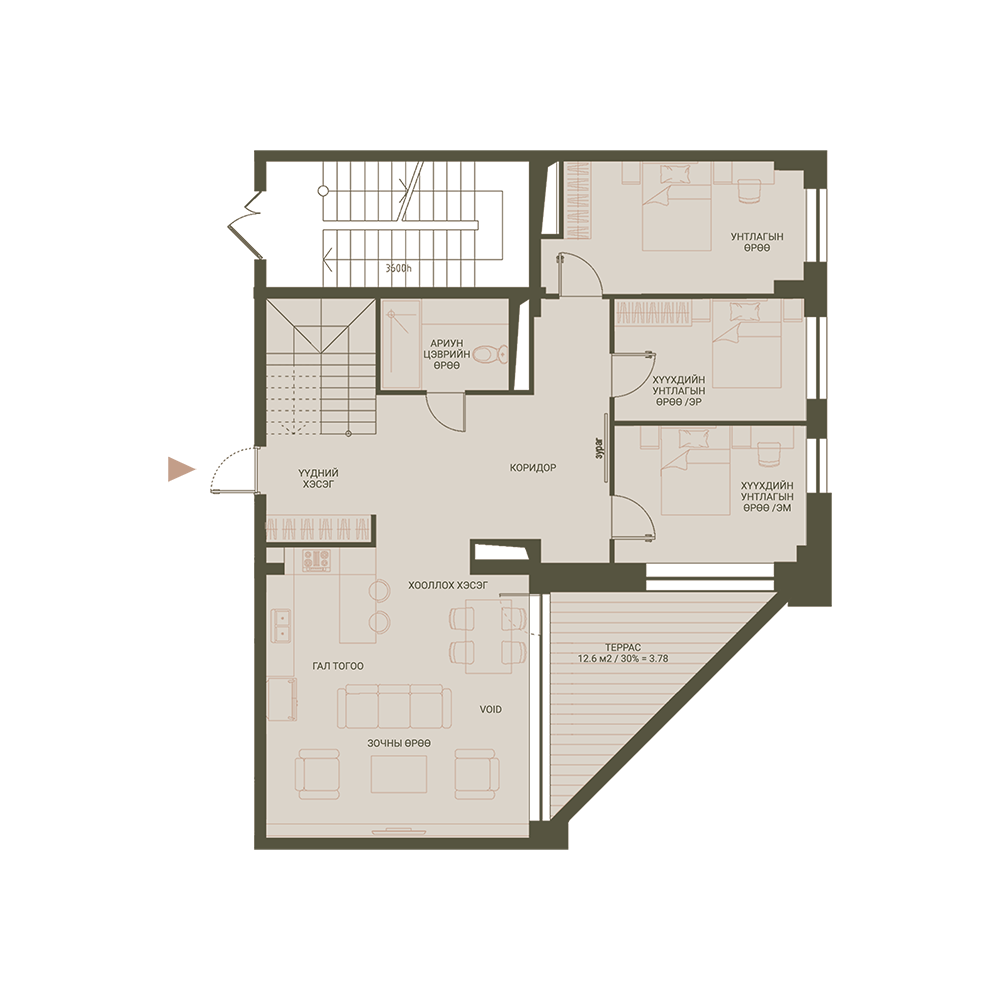 3600h
УНТЛАГЫН
ӨРӨӨ
АРИУН
ЦЭВРИЙН
ӨРӨӨ
ХҮҮХДИЙН
УНТЛАГЫН
ӨРӨӨ /ЭР
зураг
КОРИДОР
ҮҮДНИЙ
ХЭСЭГ
ХҮҮХДИЙН
УНТЛАГЫН
ӨРӨӨ /ЭМ
ХООЛЛОХ ХЭСЭГ
ГАЛ ТОГОО
ТЕРРАС
12.6 м2 / 30% = 3.78
VOID
ЗОЧНЫ ӨРӨӨ